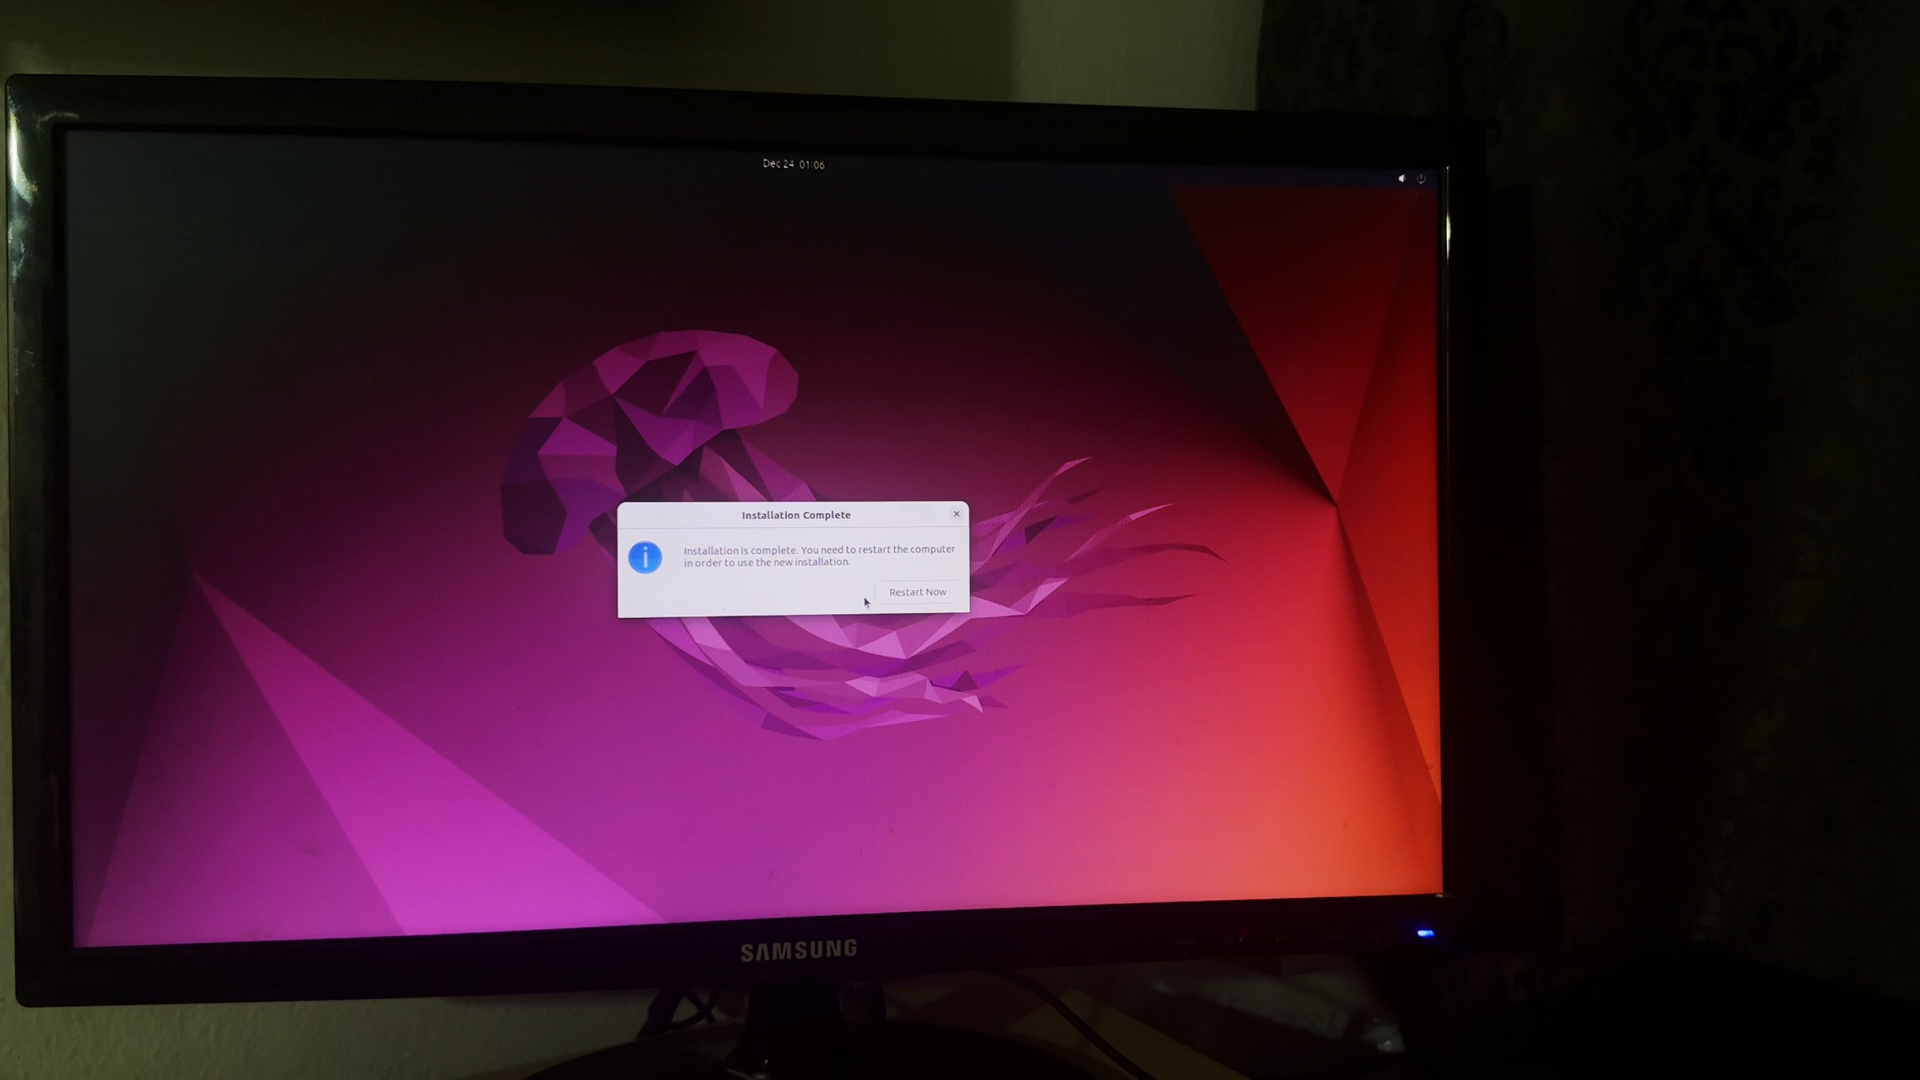 Dec 24 01:06
Installation Complete
Installation is complete. You need to restart the computer
in order to use the new installation.
Restart Now
SAMSUNG